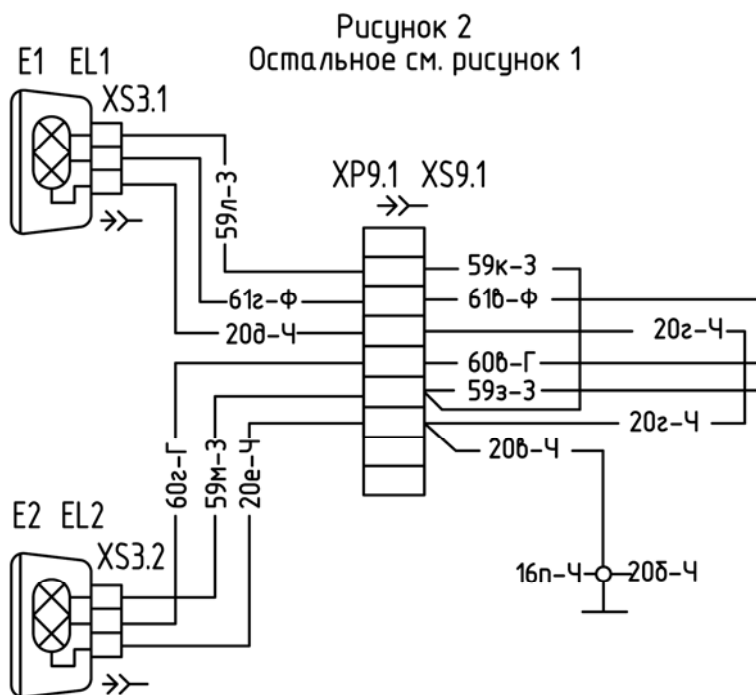 Рисунок 2
Остальное см. рисунок 1
E1 EL1
XS3.1
59л-З
XP9.1 XS9.1
59к-З
61г-Ф
61в-Ф
20д-Ч
20г-Ч
60в-Г
59з-З
20г-Ч
20в-Ч
60г-Г
59м-З
20е-Ч
E2 EL2
XS3.2
16п-Ч
20б-Ч